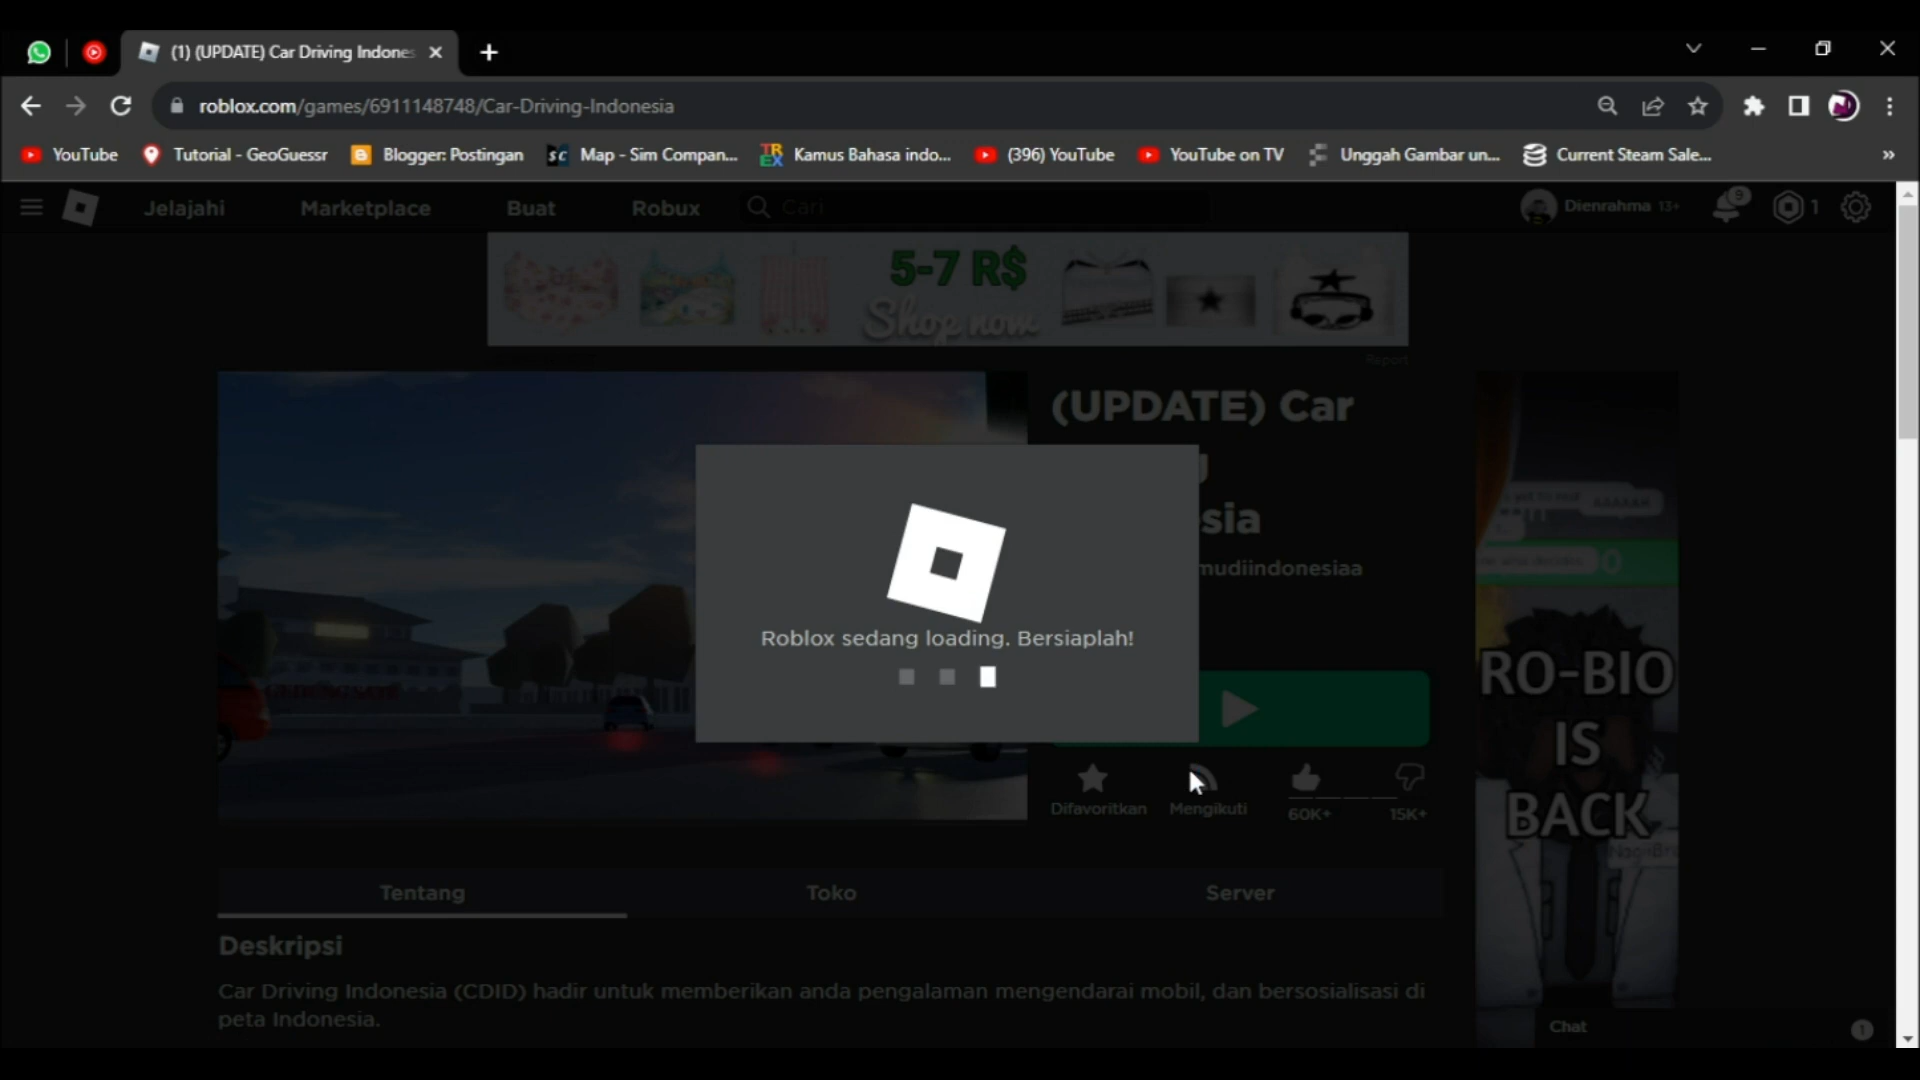 (1) (UPDATE) Car Driving Indones
roblox.com/games/6911148748/Car-Driving-Indonesia
YouTube
Tutorial - GeoGuessr
Blogger: Postingan
Map - Sim Compan...
Kamus Bahasa indo...
(396) YouTube
YouTube on TV
Unggah Gambar un...
Current Steam Sale...
»
Jelajahi
Marketplace
Buat
Robux
Cari
Dienrahma 13+
1
5-7 R$
Shop now
Report
(UPDATE) Car
sia
mudiindonesiaa
Roblox sedang loading. Bersiaplah!
Difavoritkan
Mengikuti
60K+
15K+
RO-BIO
IS
BACK
Tentang
Toko
Server
Deskripsi
Car Driving Indonesia (CDID) hadir untuk memberikan anda pengalaman mengendarai mobil, dan bersosialisasi di
peta Indonesia.
Chat
1